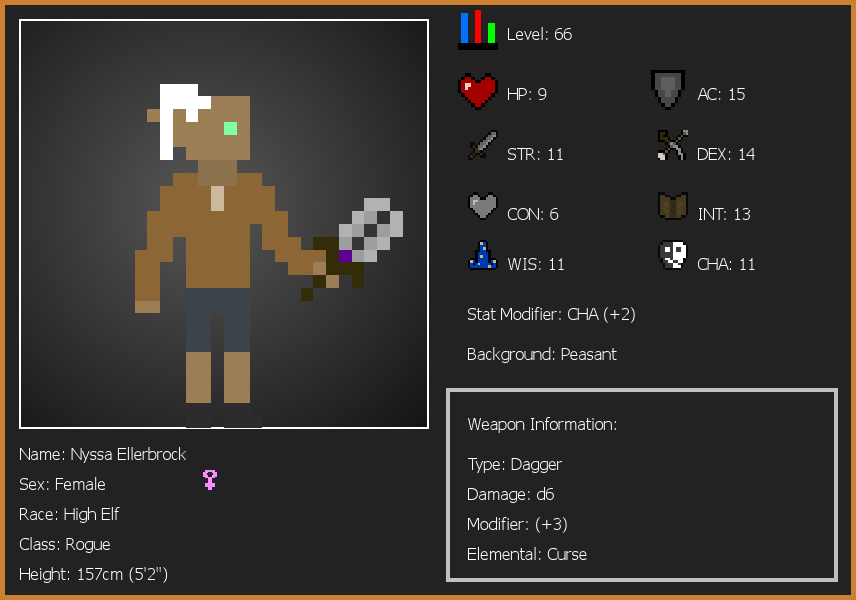 Level: 66
HP: 9
AC: 15
STR: 11
DEX: 14
CON: 6
INT: 13
WIS: 11
CHA: 11
Stat Modifier: CHA (+2)
Background: Peasant
Weapon Information:
Type: Dagger
Damage: d6
Modifier: (+3)
Elemental: Curse
Name: Nyssa Ellerbrock
Sex: Female
Race: High Elf
Class: Rogue
Height: 157cm (5'2")